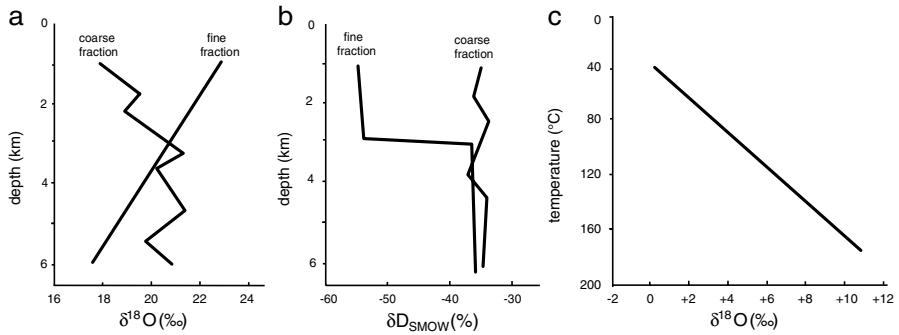 a
0
2
4
6
depth (km)
coarse
fraction
fine
fraction
16 18 20 22 24
δ18O (‰)
b
0
2
4
6
depth (km)
fine
fraction
coarse
fraction
-60 -50 -40 -30
δDSMOW(%)
c
0
40
80
120
160
200
temperature (°C)
-2 0 +2 +4 +6 +8 +10 +12
δ18O(‰)